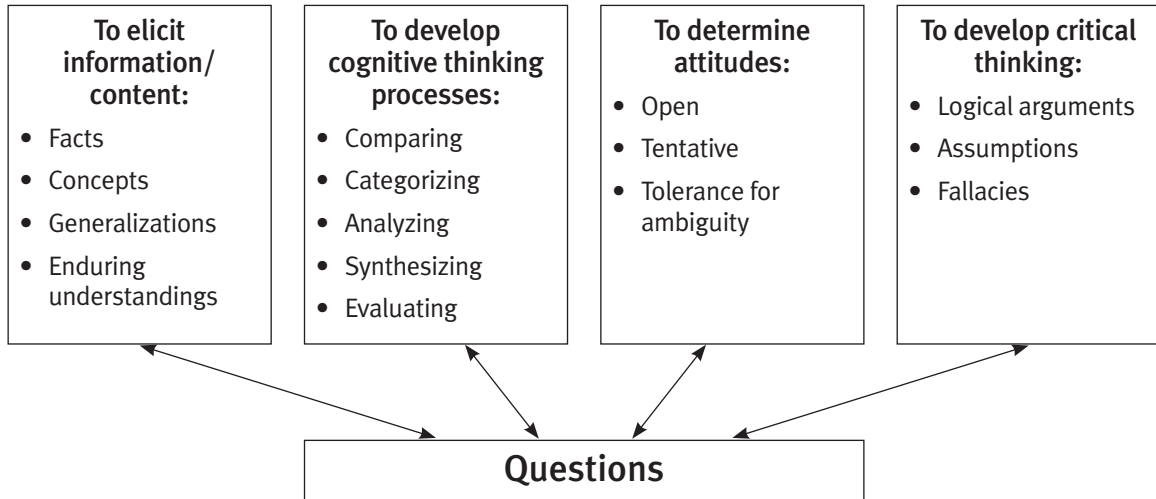 To elicit
information/
content:
• Facts
• Concepts
• Generalizations
• Enduring
understandings
To develop
cognitive thinking
processes:
• Comparing
• Categorizing
• Analyzing
• Synthesizing
• Evaluating
To determine
attitudes:
• Open
• Tentative
• Tolerance for
ambiguity
To develop critical
thinking:
• Logical arguments
• Assumptions
• Fallacies
Questions